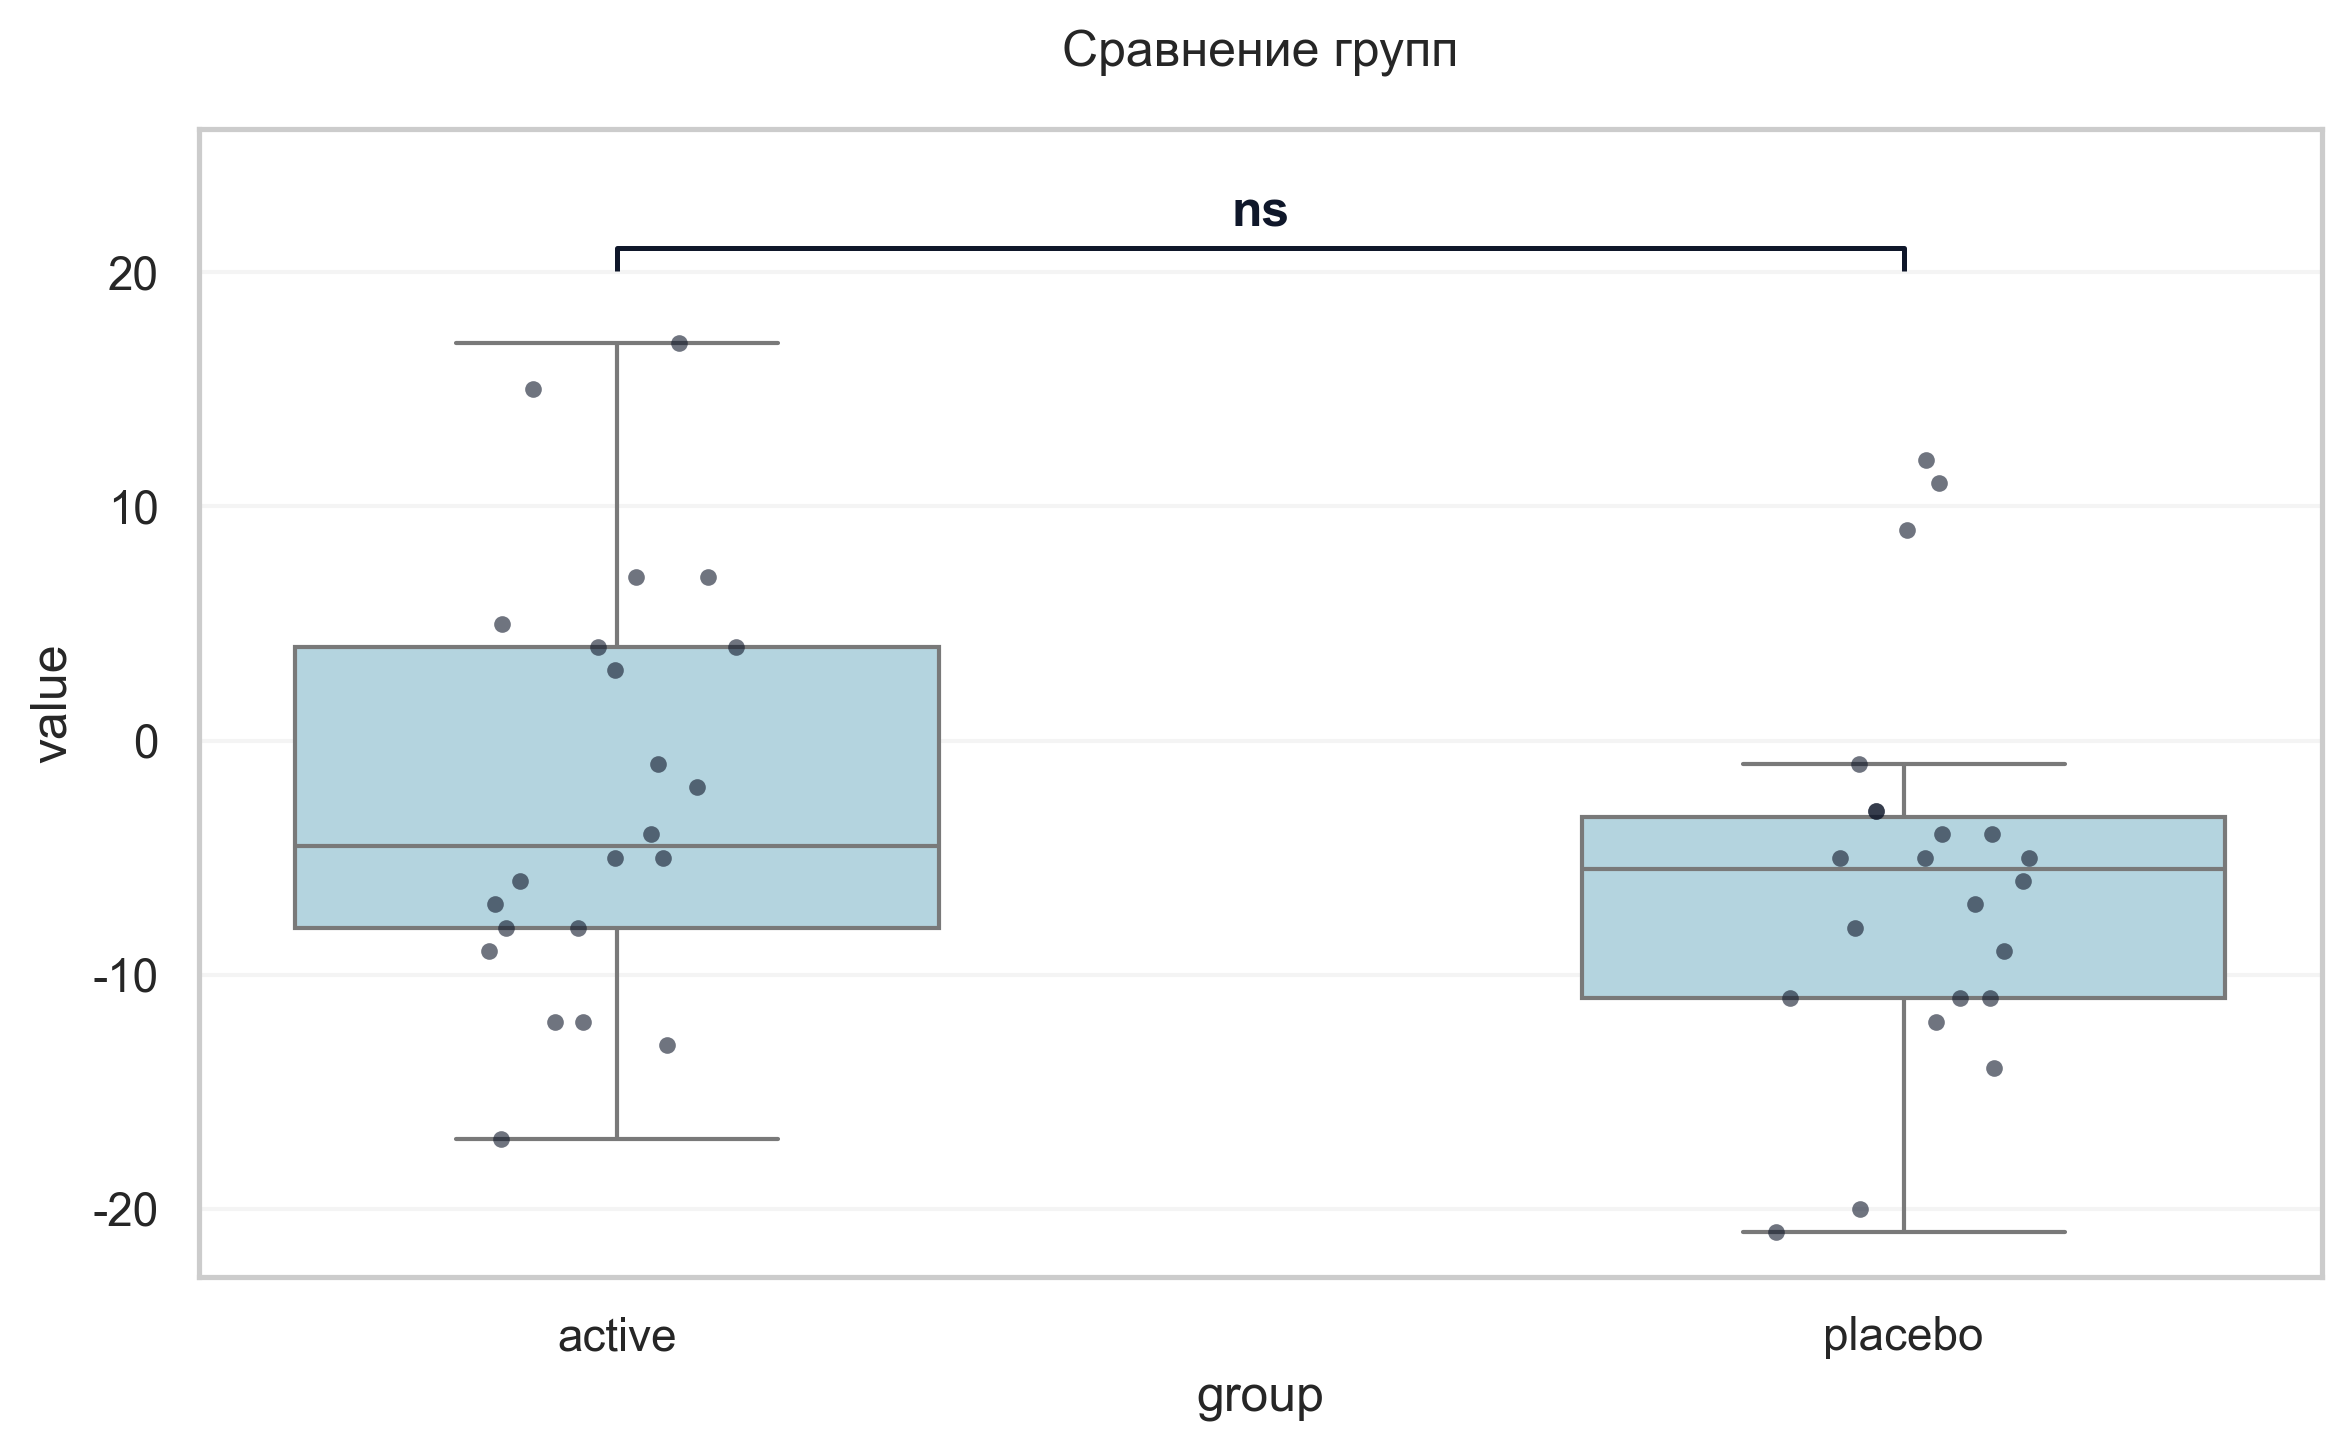 Сравнение групп
ns
20
10
0
-10
-20
value
active
placebo
group